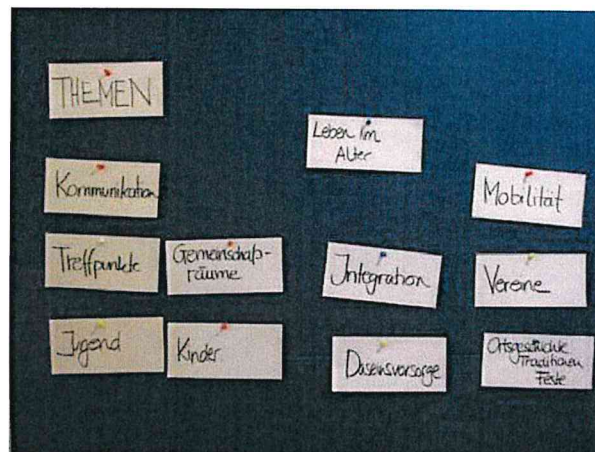 THEMEN
Kommunikation
Treffpunkte
Gemeinschafts-
räume
Jugend
Kinder
Leben im
Alter
Integration
Daseinsvorsorge
Mobilität
Vereine
Ortsgeschichte
Traditionen
Feste